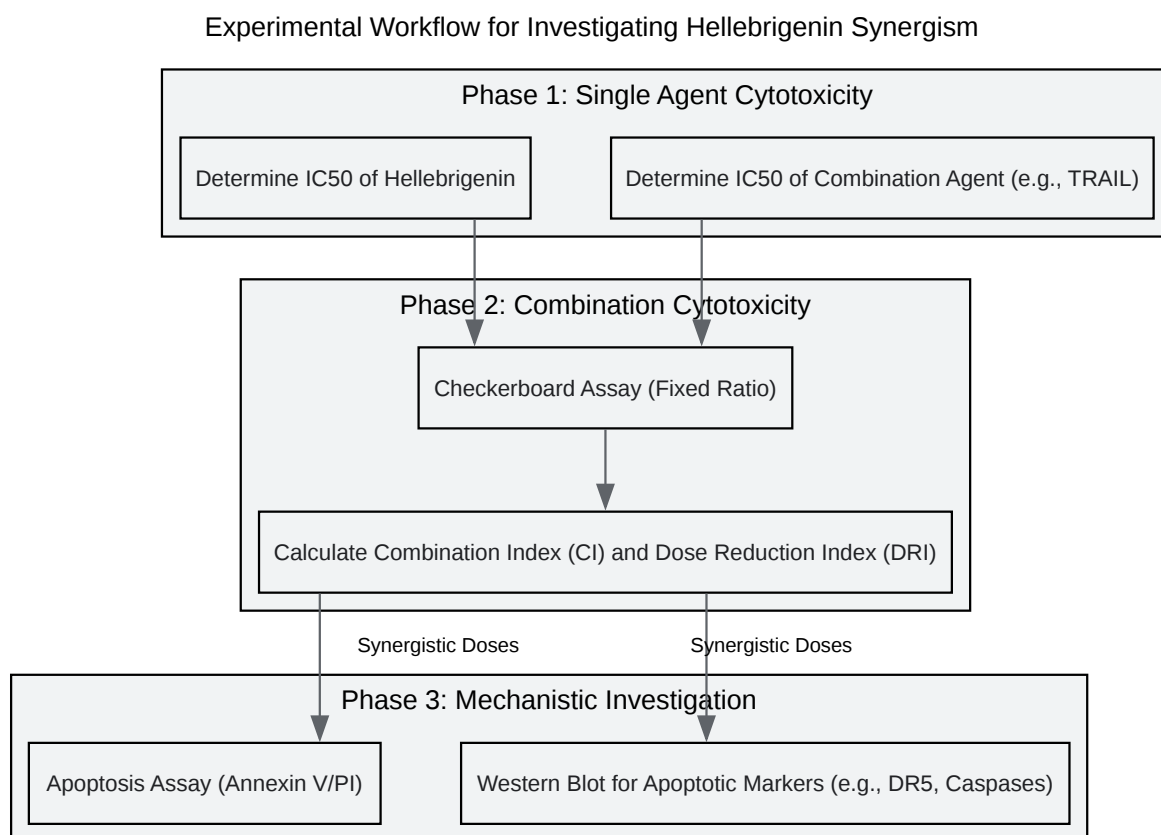 Experimental Workflow for Investigating Hellebrigenin Synergism
Phase 1: Single Agent Cytotoxicity
Determine IC50 of Hellebrigenin
Determine IC50 of Combination Agent (e.g., TRAIL)
Phase 2: Combination Cytotoxicity
Checkerboard Assay (Fixed Ratio)
Calculate Combination Index (CI) and Dose Reduction Index (DRI)
Synergistic Doses
Synergistic Doses
Phase 3: Mechanistic Investigation
Apoptosis Assay (Annexin V/PI)
Western Blot for Apoptotic Markers (e.g., DR5, Caspases)